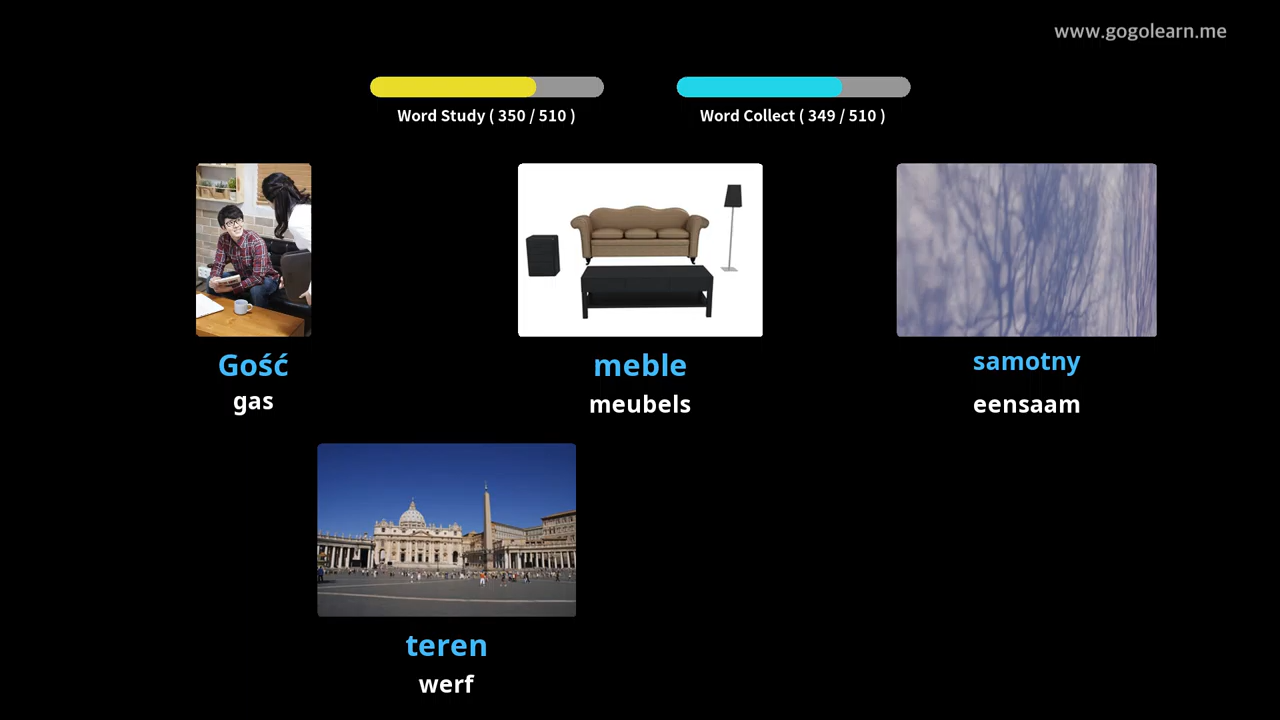 www.gogolearn.me
Word Study ( 350 / 510 )
Word Collect ( 349 / 510 )
Gość
gas
meble
meubels
samotny
eensaam
teren
werf